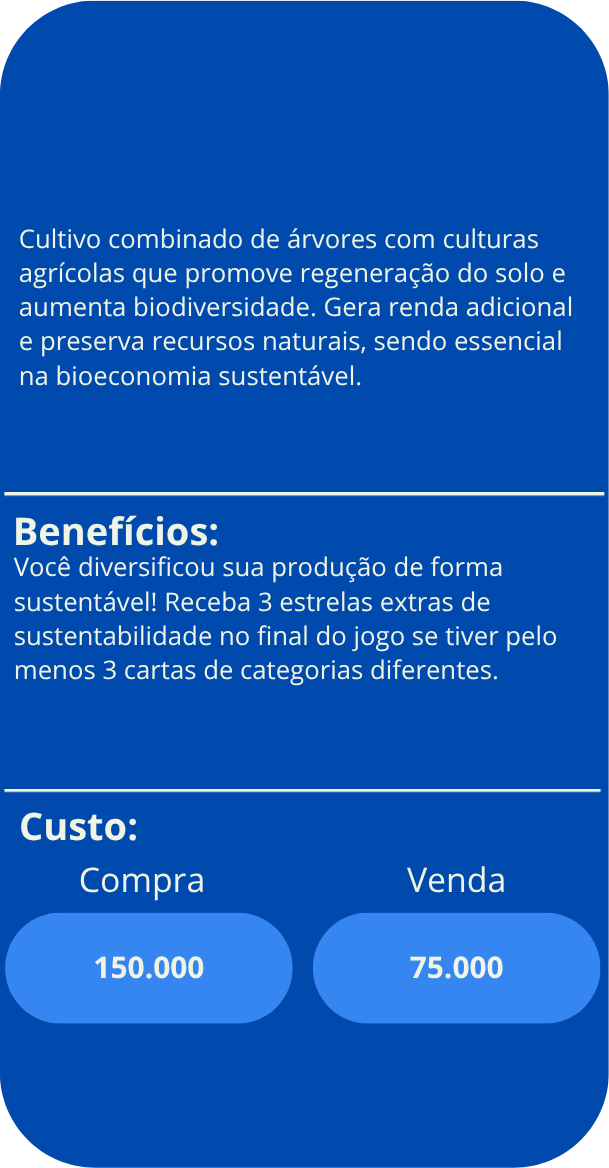 Cultivo combinado de árvores com culturas
agrícolas que promove regeneração do solo e
aumenta biodiversidade. Gera renda adicional
e preserva recursos naturais, sendo essencial
na bioeconomia sustentável.
Benefícios:
Você diversificou sua produção de forma
sustentável! Receba 3 estrelas extras de
sustentabilidade no final do jogo se tiver pelo
menos 3 cartas de categorias diferentes.
Custo:
Compra Venda
150.000 75.000